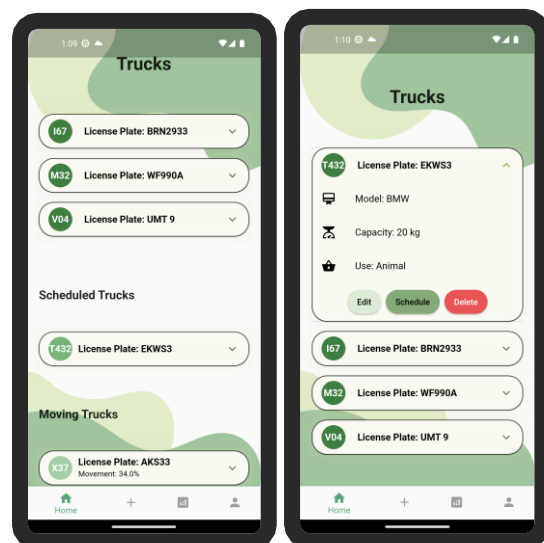 1:09
Trucks
I67 License Plate: BRN2933
M32 License Plate: WF990A
V04 License Plate: UMT 9
Scheduled Trucks
T432 License Plate: EKWS3
Moving Trucks
X37 License Plate: AKS33
Movement: 34.0%
Home
1:10
Trucks
T432 License Plate: EKWS3
Model: BMW
Capacity: 20 kg
Use: Animal
Edit Schedule Delete
I67 License Plate: BRN2933
M32 License Plate: WF990A
V04 License Plate: UMT 9
Home